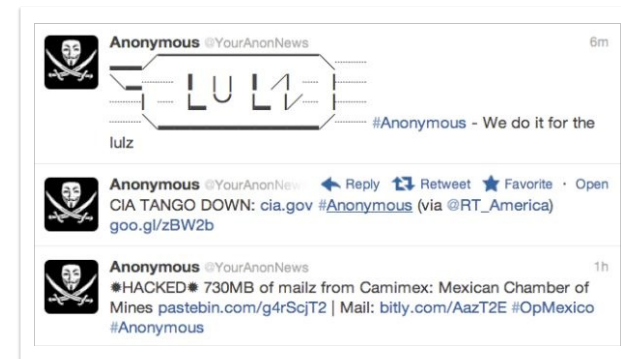 Anonymous @YourAnonNews 6m
LULZ
#Anonymous - We do it for the
lulz
Anonymous @YourAnonNew Reply Retweet Favorite · Open
CIA TANGO DOWN: cia.gov #Anonymous (via @RT_America)
goo.gl/zBW2b
Anonymous @YourAnonNews 1h
✹HACKED✹ 730MB of mailz from Camimex: Mexican Chamber of
Mines pastebin.com/g4rScjT2 | Mail: bitly.com/AazT2E #OpMexico
#Anonymous